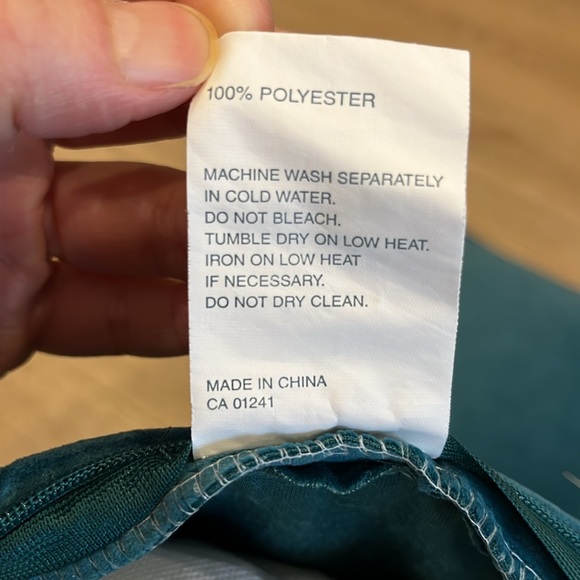 100% POLYESTER
MACHINE WASH SEPARATELY
IN COLD WATER.
DO NOT BLEACH.
TUMBLE DRY ON LOW HEAT.
IRON ON LOW HEAT
IF NECESSARY.
DO NOT DRY CLEAN.
MADE IN CHINA
CA 01241